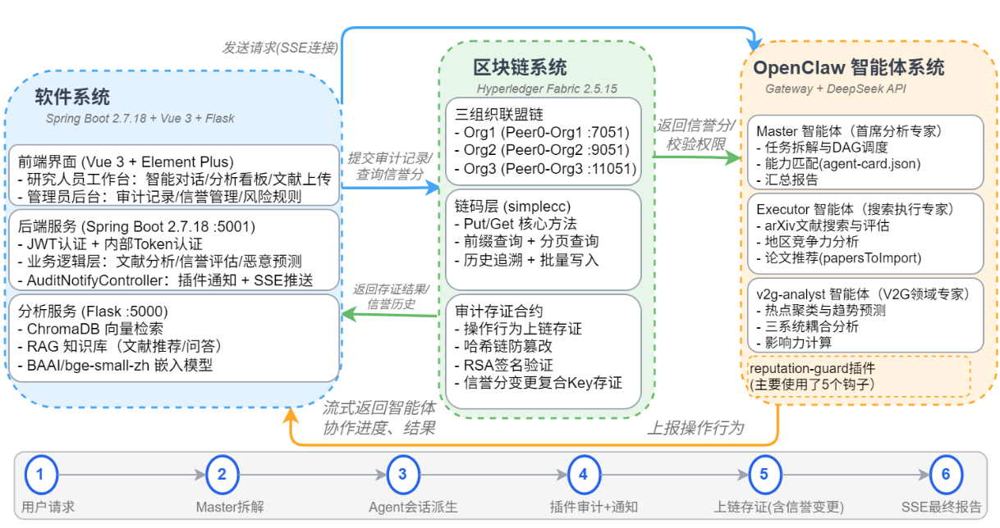 发送请求(SSE连接)
软件系统
Spring Boot 2.7.18 + Vue 3 + Flask
前端界面 (Vue 3 + Element Plus)
- 研究人员工作台：智能对话/分析看板/文献上传
- 管理员后台：审计记录/信誉管理/风险规则
后端服务 (Spring Boot 2.7.18 :5001)
- JWT认证 + 内部Token认证
- 业务逻辑层：文献分析/信誉评估/恶意预测
- AuditNotifyController：插件通知 + SSE推送
分析服务 (Flask :5000)
- ChromaDB 向量检索
- RAG 知识库（文献推荐/问答）
- BAAI/bge-small-zh 嵌入模型
提交审计记录/
查询信誉分
返回存证结果/
信誉历史
区块链系统
Hyperledger Fabric 2.5.15
三组织联盟链
- Org1 (Peer0-Org1 :7051)
- Org2 (Peer0-Org2 :9051)
- Org3 (Peer0-Org3 :11051)
链码层 (simplecc)
- Put/Get 核心方法
- 前缀查询 + 分页查询
- 历史追溯 + 批量写入
审计存证合约
- 操作行为上链存证
- 哈希链防篡改
- RSA签名验证
- 信誉分变更复合Key存证
返回信誉分/
校验权限
OpenClaw 智能体系统
Gateway + DeepSeek API
Master 智能体（首席分析专家）
- 任务拆解与DAG调度
- 能力匹配(agent-card.json)
- 汇总报告
Executor 智能体（搜索执行专家）
- arXiv文献搜索与评估
- 地区竞争力分析
- 论文推荐(papersToImport)
v2g-analyst 智能体（V2G领域专家）
- 热点聚类与趋势预测
- 三系统耦合分析
- 影响力计算
reputation-guard插件
(主要使用了5个钩子）
流式返回智能体
协作进度、结果
上报操作行为
1
用户请求
2
Master拆解
3
Agent会话派生
4
插件审计+通知
5
上链存证(含信誉变更)
6
SSE最终报告